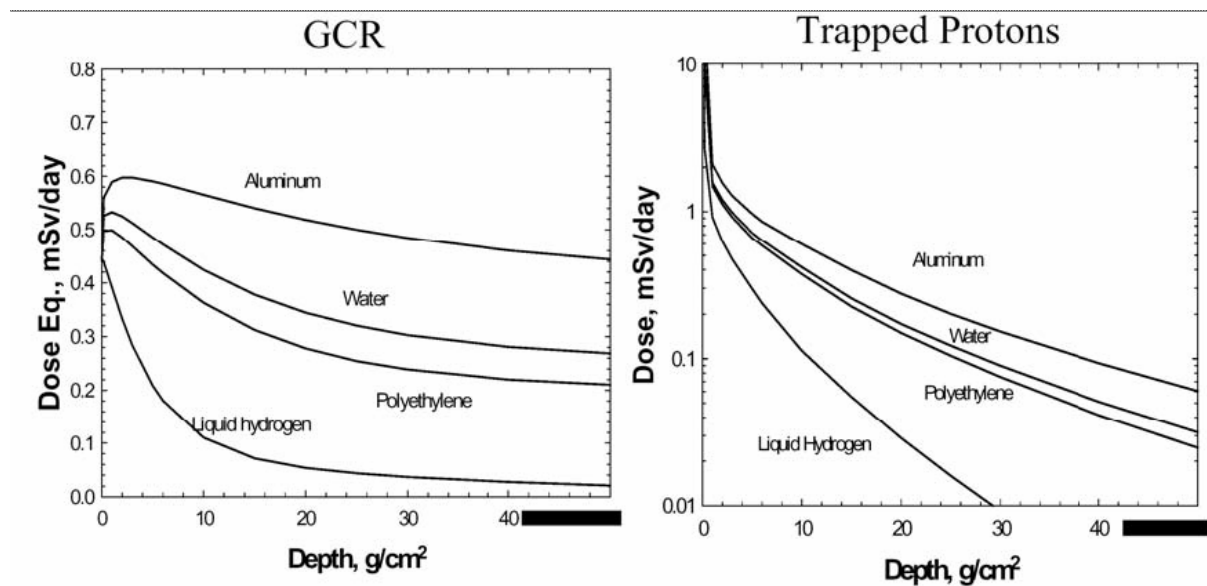 GCR
0.8
0.7
0.6
0.5
0.4
0.3
0.2
0.1
0.0
Dose Eq., mSv/day
Aluminum
Water
Polyethylene
Liquid hydrogen
0 10 20 30 40
Depth, g/cm²
Trapped Protons
10
1
0.1
0.01
Dose, mSv/day
Aluminum
Water
Polyethylene
Liquid Hydrogen
0 10 20 30 40
Depth, g/cm²